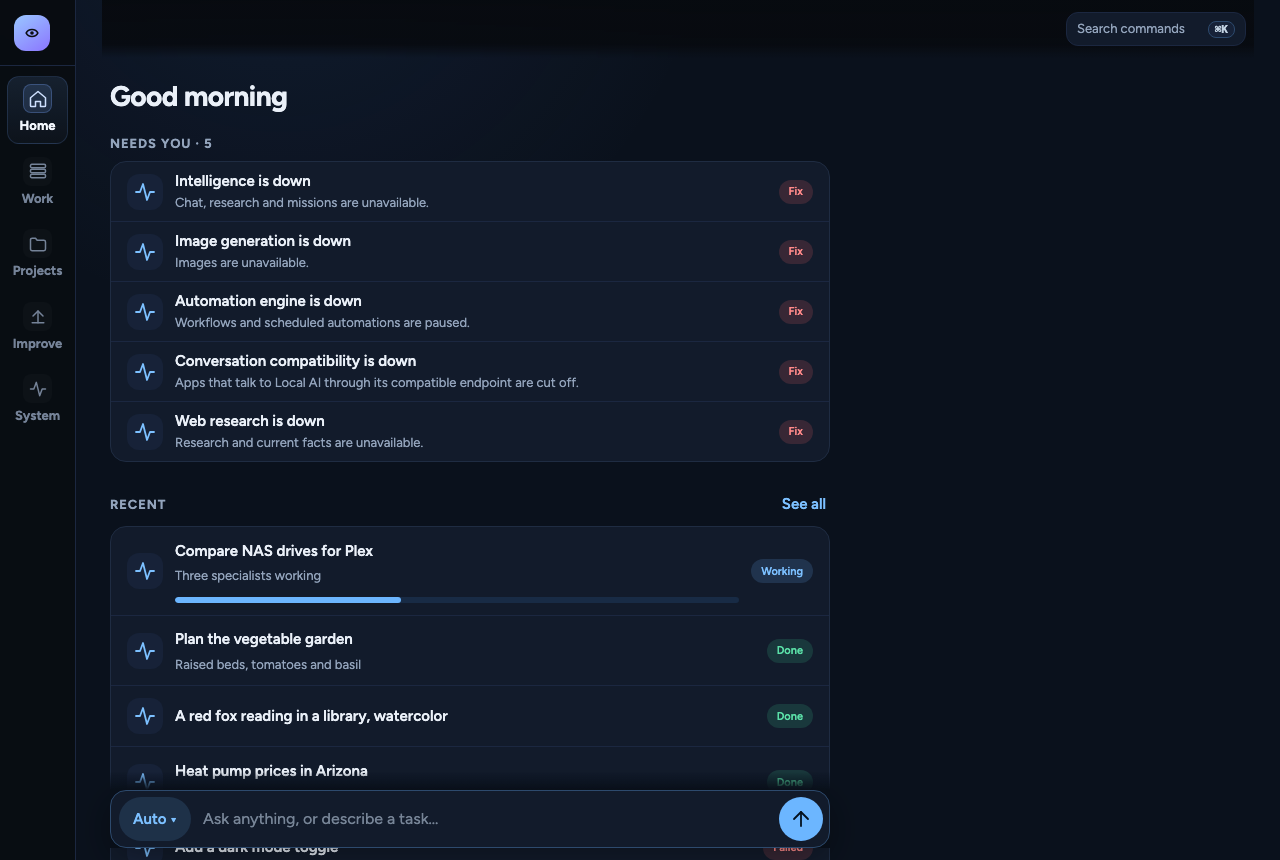 Search commands ⌘K
Home
Work
Projects
Improve
System
Good morning
NEEDS YOU · 5
Intelligence is down
Chat, research and missions are unavailable.
Fix
Image generation is down
Images are unavailable.
Fix
Automation engine is down
Workflows and scheduled automations are paused.
Fix
Conversation compatibility is down
Apps that talk to Local AI through its compatible endpoint are cut off.
Fix
Web research is down
Research and current facts are unavailable.
Fix
RECENT
See all
Compare NAS drives for Plex
Three specialists working
Working
Plan the vegetable garden
Raised beds, tomatoes and basil
Done
A red fox reading in a library, watercolor
Done
Heat pump prices in Arizona
Done
Auto ▾
Ask anything, or describe a task…
Add a dark mode toggle
Failed